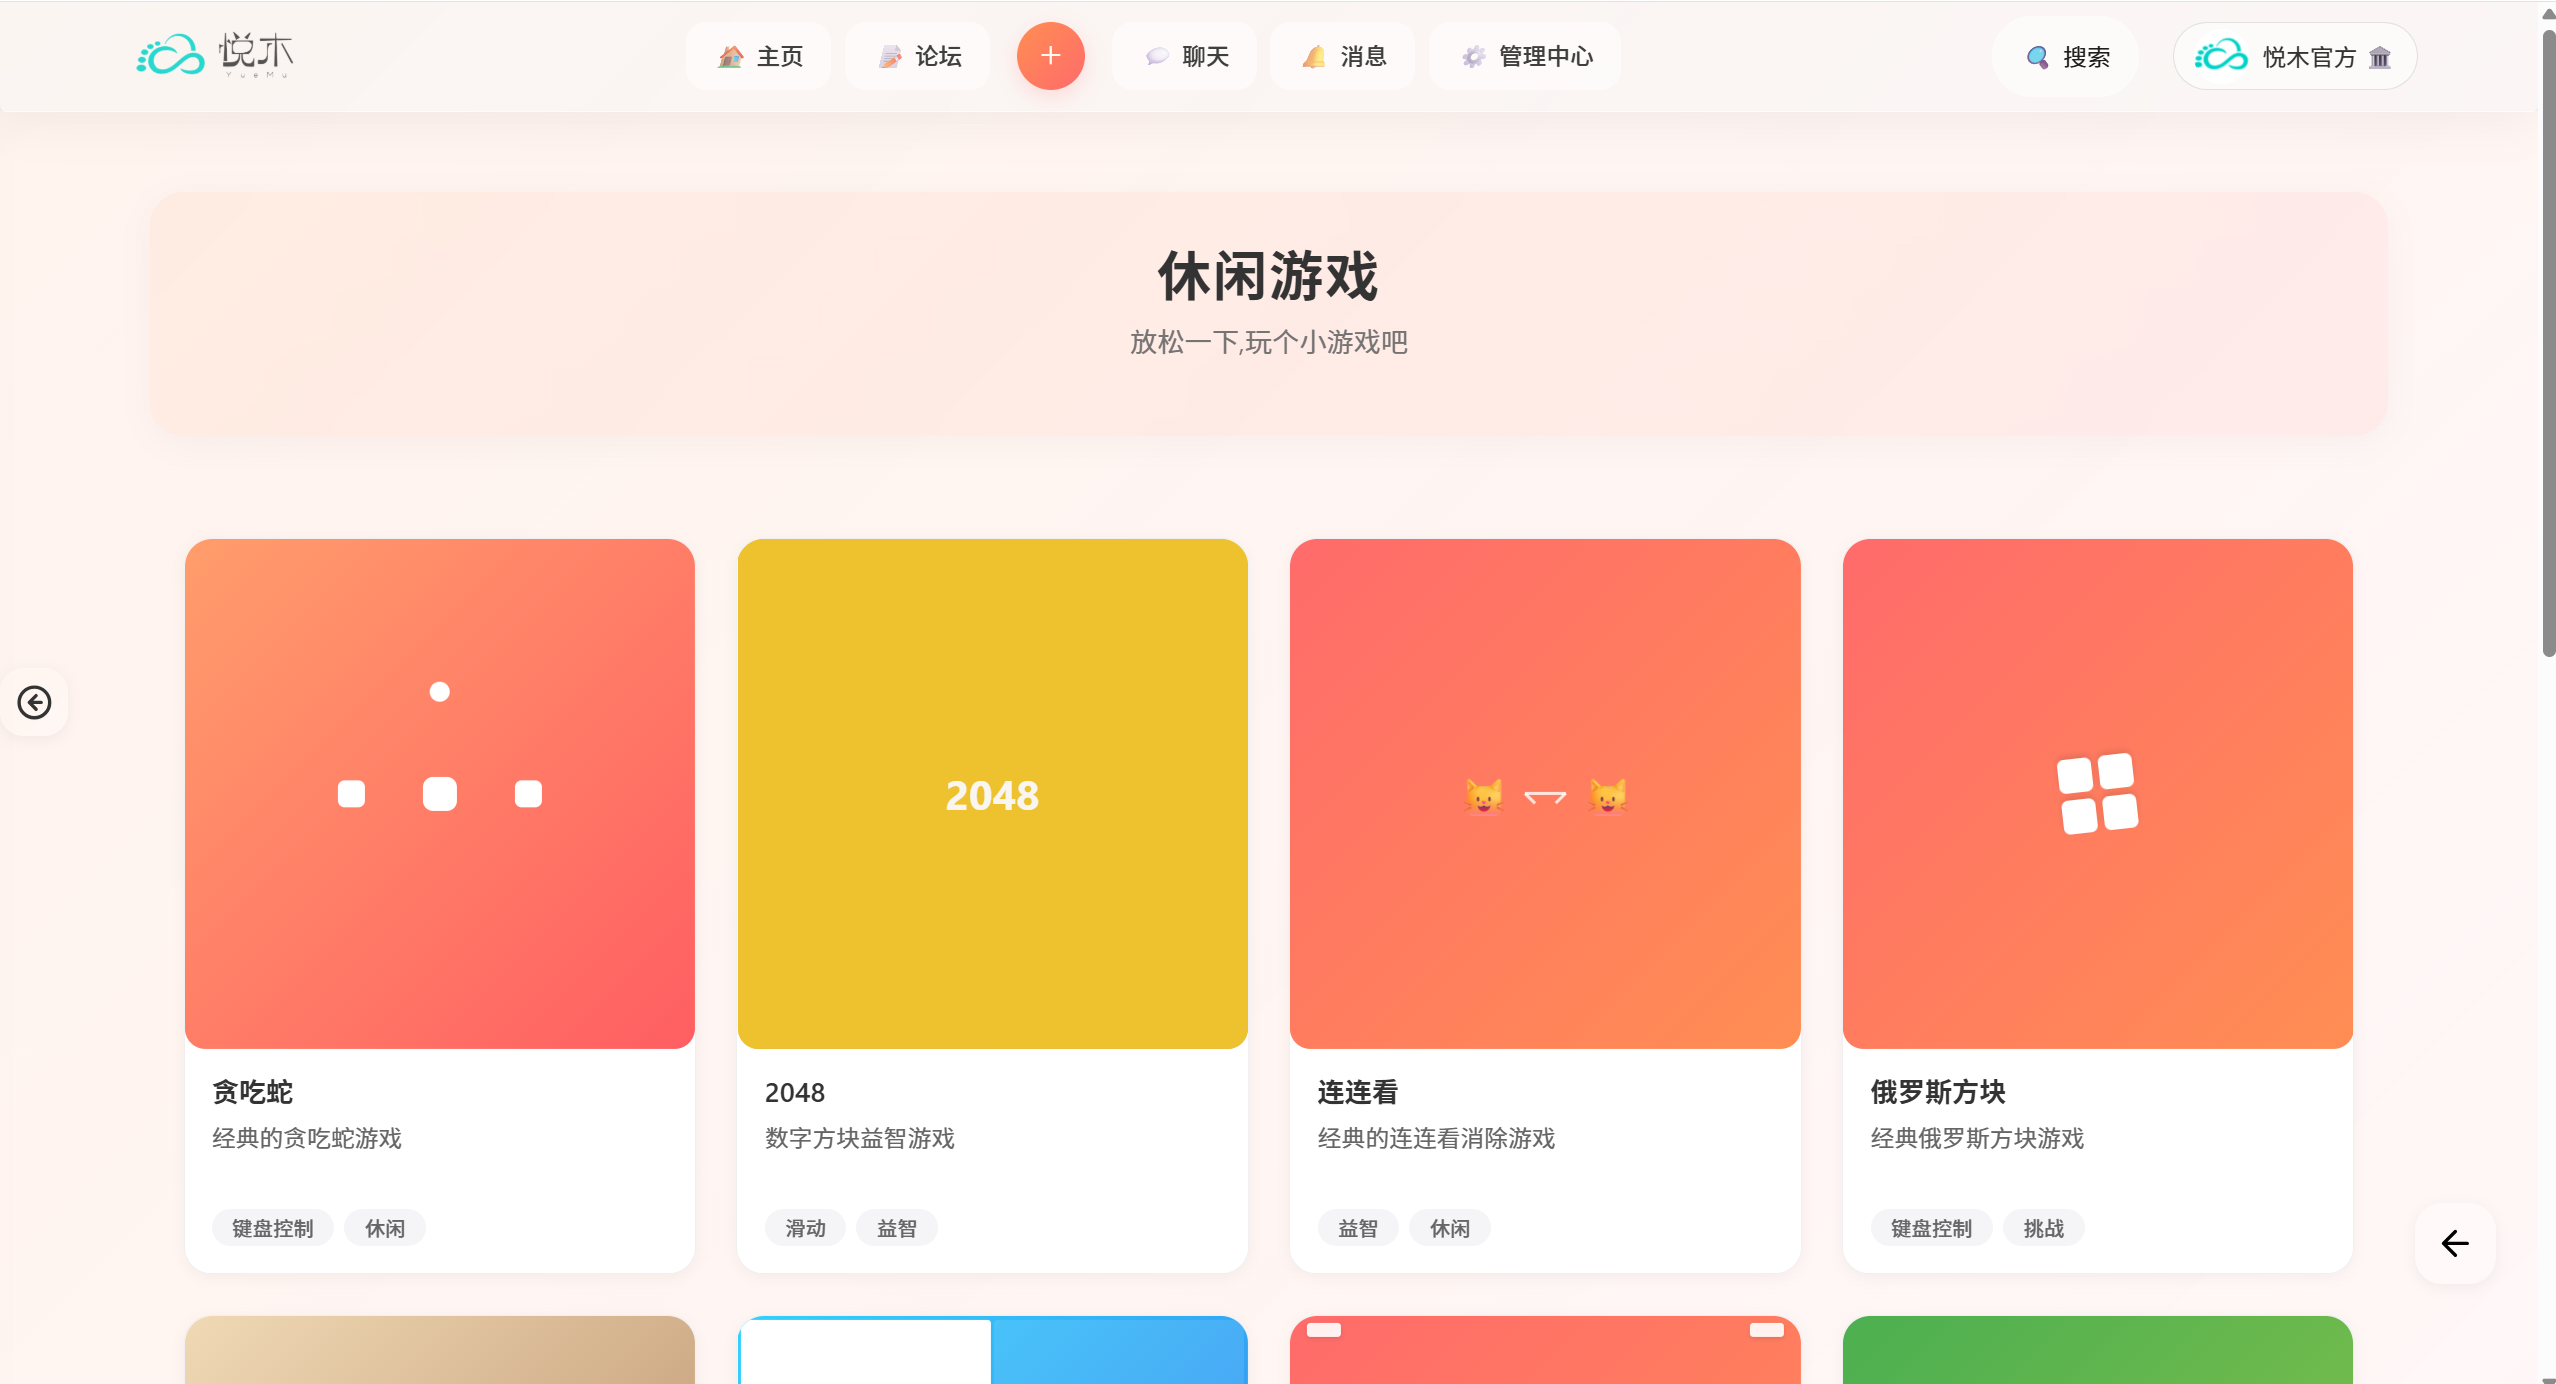 悦木
YueMu
主页
论坛
聊天
消息
管理中心
搜索
悦木官方
休闲游戏
放松一下,玩个小游戏吧
2048
贪吃蛇
经典的贪吃蛇游戏
键盘控制 休闲
2048
数字方块益智游戏
滑动 益智
连连看
经典的连连看消除游戏
益智 休闲
俄罗斯方块
经典俄罗斯方块游戏
键盘控制 挑战